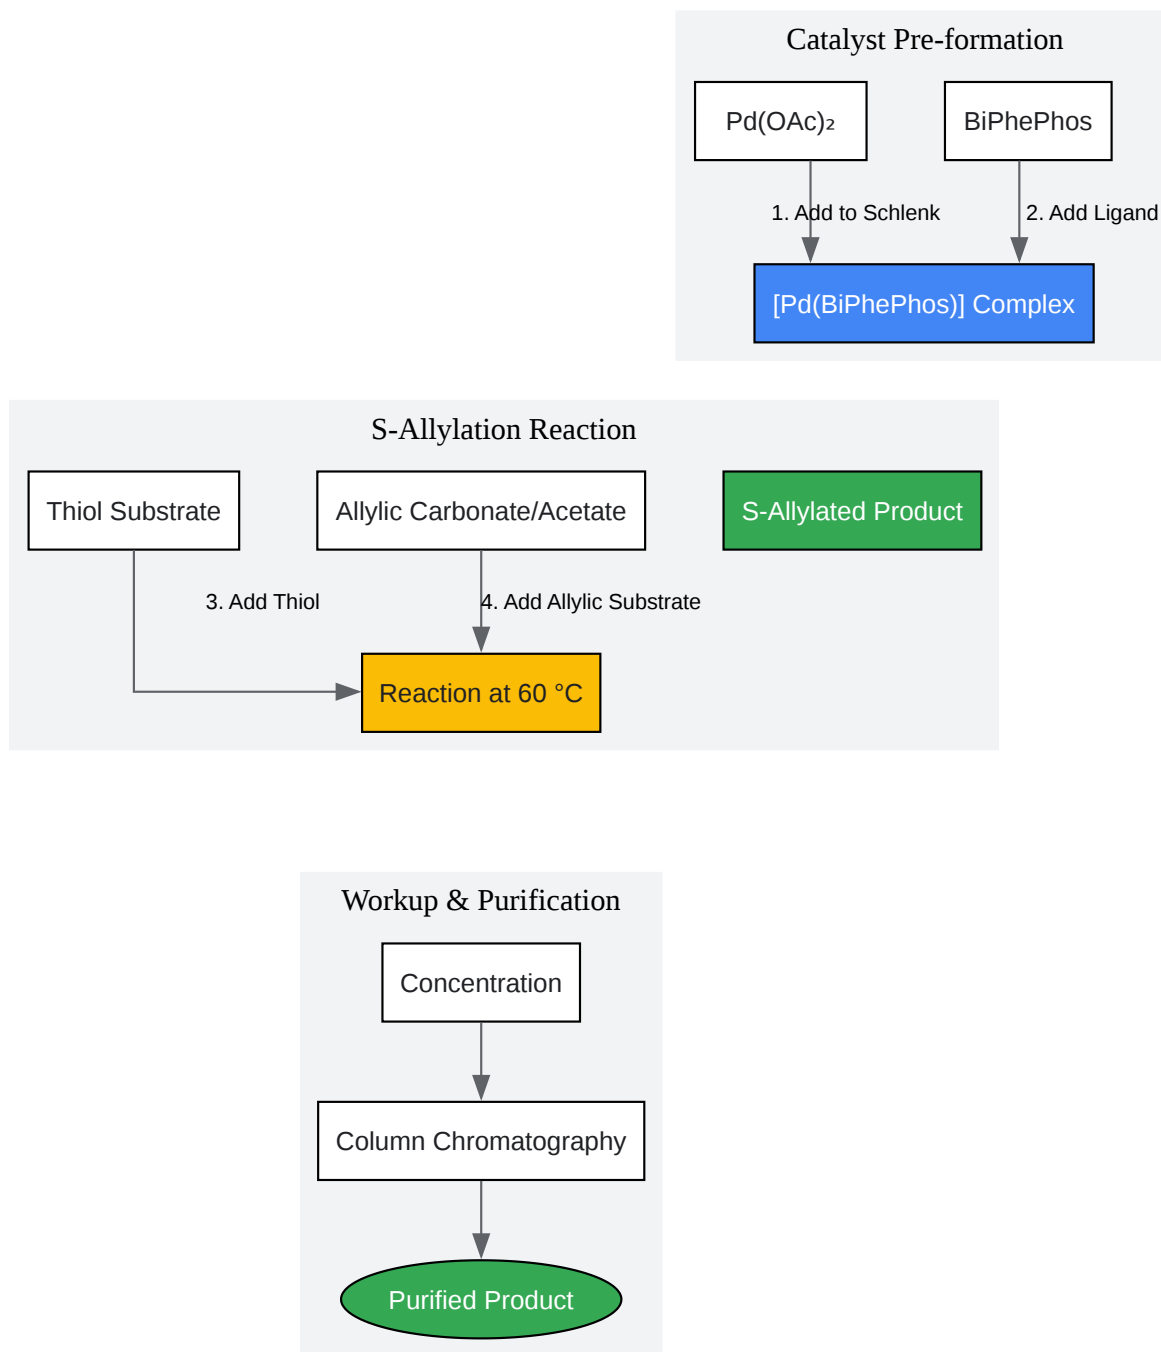 Catalyst Pre-formation
Pd(OAc)₂
BiPhePhos
1. Add to Schlenk
2. Add Ligand
[Pd(BiPhePhos)] Complex
S-Allylation Reaction
Thiol Substrate
Allylic Carbonate/Acetate
S-Allylated Product
3. Add Thiol
4. Add Allylic Substrate
Reaction at 60 °C
Workup & Purification
Concentration
Column Chromatography
Purified Product